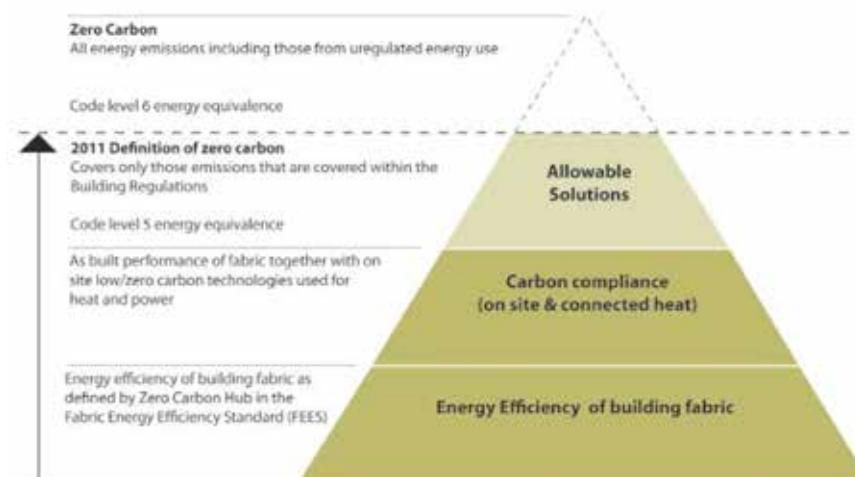 Zero Carbon
All energy emissions including those from uregulated energy use
Code level 6 energy equivalence
2011 Definition of zero carbon
Covers only those emissions that are covered within the
Building Regulations
Code level 5 energy equivalence
Allowable
Solutions
As built performance of fabric together with on
site low/zero carbon technologies used for
heat and power
Carbon compliance
(on site & connected heat)
Energy efficiency of building fabric as
defined by Zero Carbon Hub in the
Fabric Energy Efficiency Standard (FEES)
Energy Efficiency of building fabric